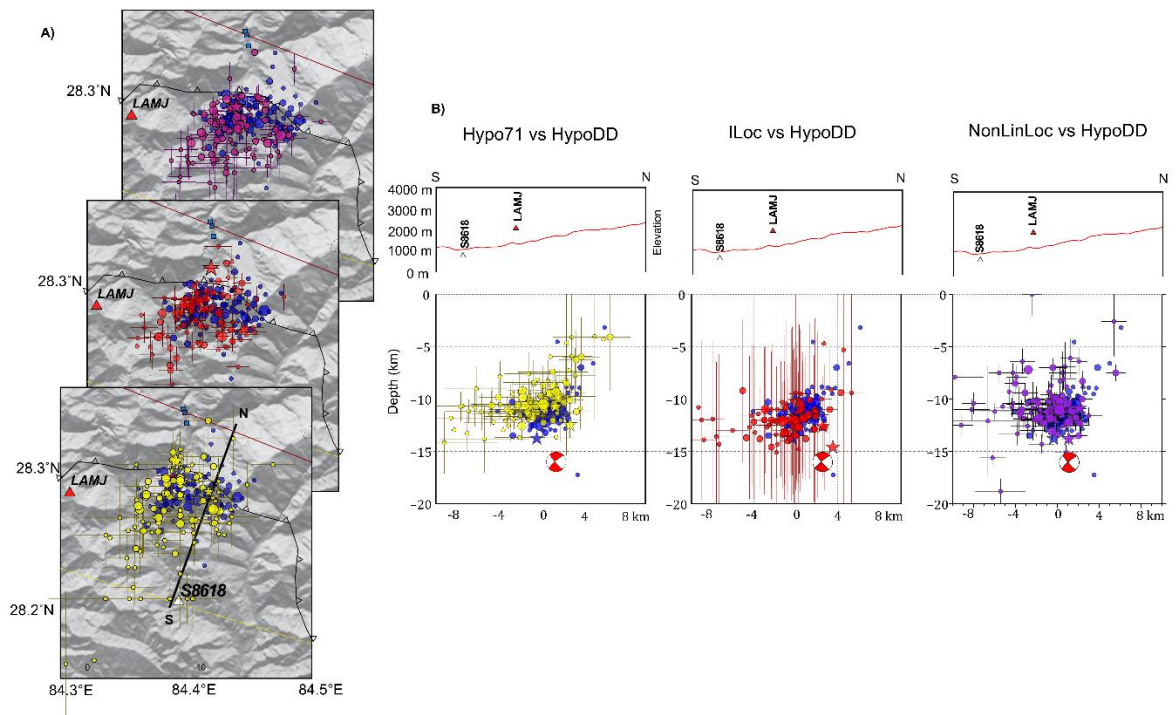 A)
28.3°N
LAMJ
28.3°N
LAMJ
N
28.3°N
LAMJ
S8618
28.2°N
S
0 10
84.3°E 84.4°E 84.5°E
B)
Hypo71 vs HypoDD
ILoc vs HypoDD
NonLinLoc vs HypoDD
S N
S N
S N
4000 m
3000 m
2000 m
1000 m
0 m
S8618
LAMJ
Elevation
S8618
LAMJ
S8618
LAMJ
Depth (km)
0
−5
−10
−15
−20
-8 -4 0 4 8 km
0
−5
−10
−15
−20
-8 -4 0 4 8 km
0
−5
−10
−15
−20
-8 -4 0 4 8 km